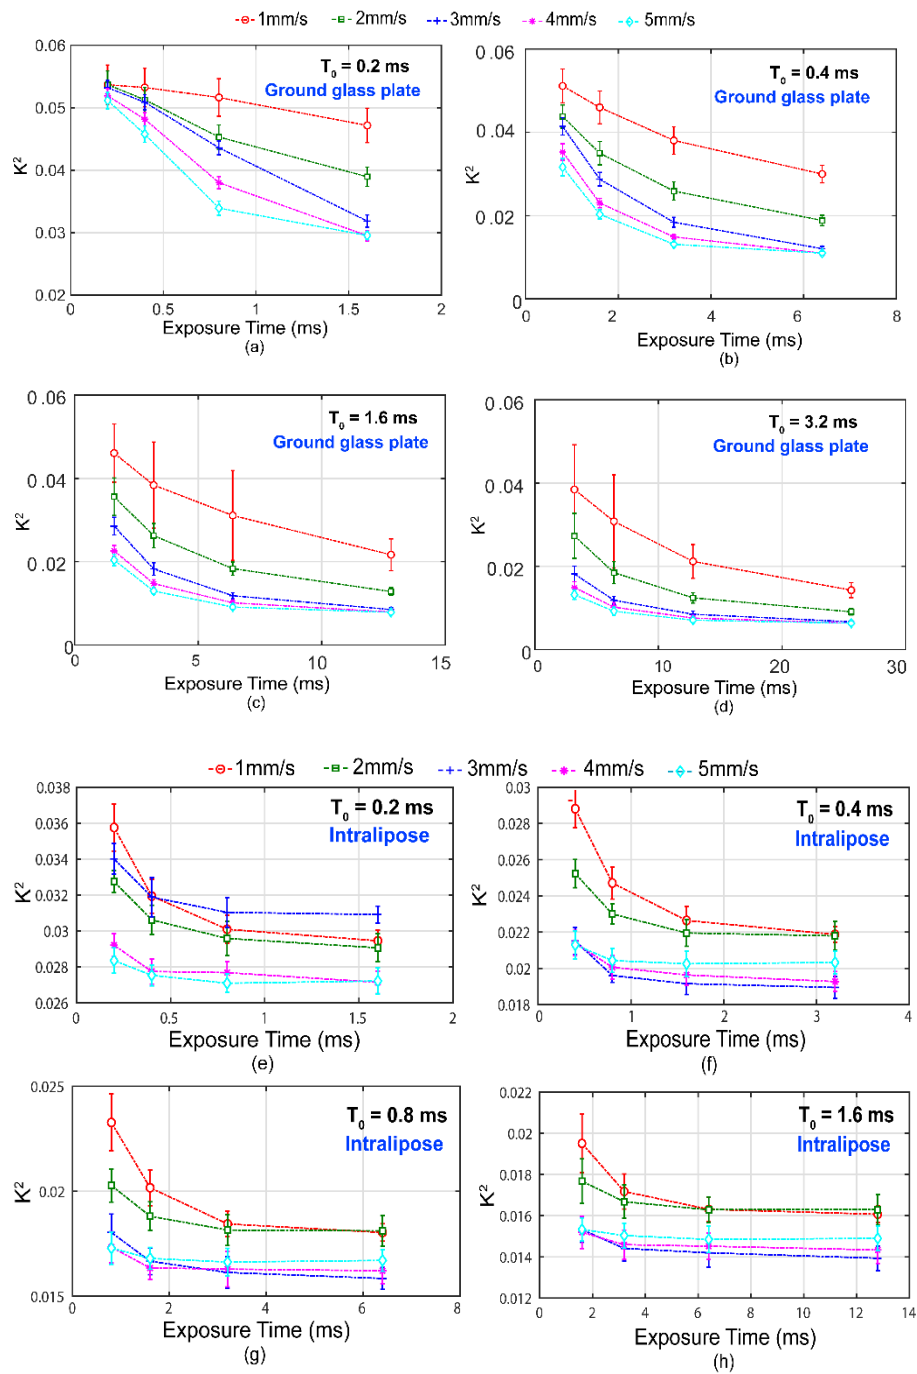 1mm/s 2mm/s 3mm/s 4mm/s 5mm/s
0.06
0.05
0.04
0.03
0.02
K²
T₀ = 0.2 ms
Ground glass plate
0 0.5 1 1.5 2
Exposure Time (ms)
(a)
0.06
0.04
0.02
0
K²
T₀ = 0.4 ms
Ground glass plate
0 2 4 6 8
Exposure Time (ms)
(b)
0.06
0.04
0.02
0
K²
T₀ = 1.6 ms
Ground glass plate
0 5 10 15
Exposure Time (ms)
(c)
0.06
0.04
0.02
0
K²
T₀ = 3.2 ms
Ground glass plate
0 10 20 30
Exposure Time (ms)
(d)
1mm/s 2mm/s 3mm/s 4mm/s 5mm/s
0.038
0.036
0.034
0.032
0.03
0.028
0.026
K²
T₀ = 0.2 ms
Intralipose
0 0.5 1 1.5 2
Exposure Time (ms)
(e)
0.03
0.028
0.026
0.024
0.022
0.02
0.018
K²
T₀ = 0.4 ms
Intralipose
0 1 2 3 4
Exposure Time (ms)
(f)
0.025
0.02
0.015
K²
T₀ = 0.8 ms
Intralipose
0 2 4 6 8
Exposure Time (ms)
(g)
0.022
0.02
0.018
0.016
0.014
0.012
K²
T₀ = 1.6 ms
Intralipose
0 2 4 6 8 10 12 14
Exposure Time (ms)
(h)